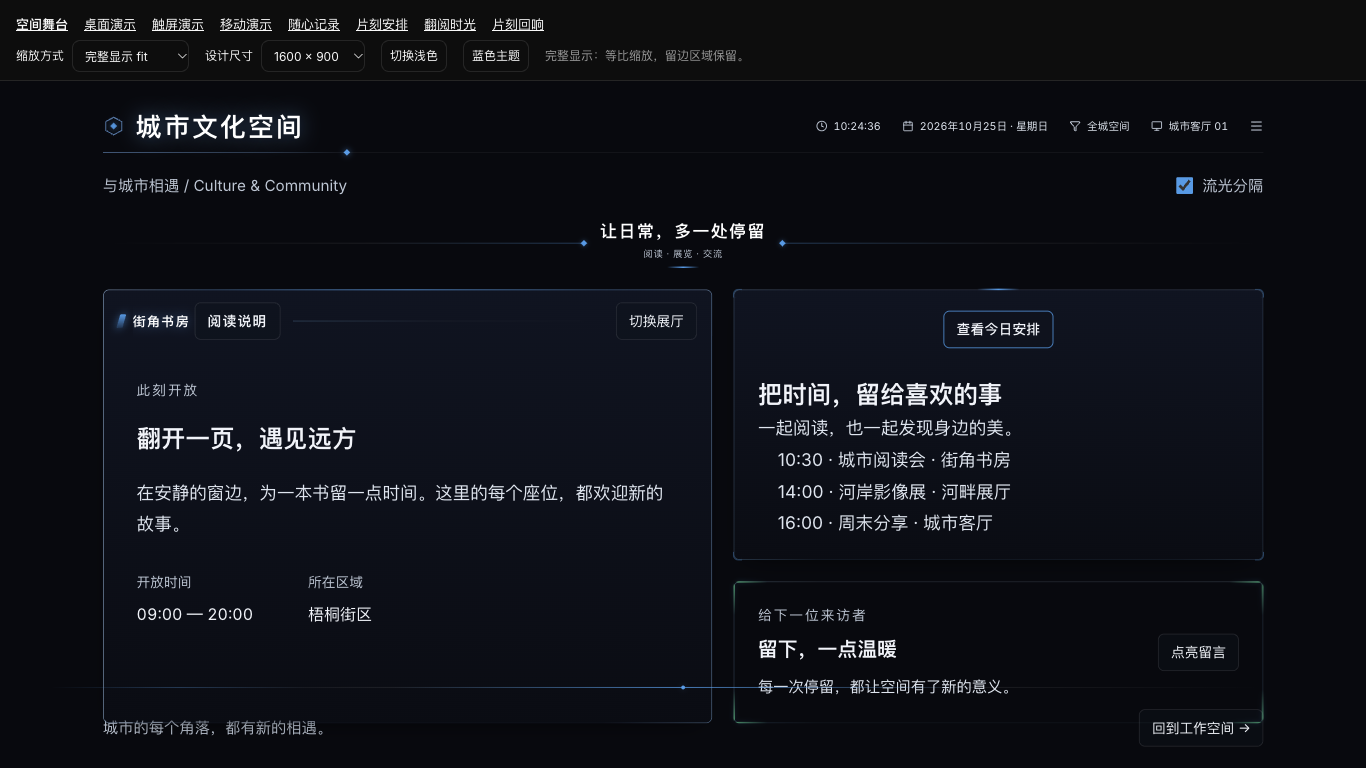 空间舞台 桌面演示 触屏演示 移动演示 随心记录 片刻安排 翻阅时光 片刻回响
缩放方式 完整显示 fit 设计尺寸 1600 × 900 切换浅色 蓝色主题 完整显示：等比缩放，留边区域保留。
城市文化空间
10:24:36 2026年10月25日 · 星期日 全城空间 城市客厅 01
与城市相遇 / Culture & Community
流光分隔
让日常，多一处停留
阅读 · 展览 · 交流
街角书房 阅读说明 切换展厅
此刻开放
翻开一页，遇见远方
在安静的窗边，为一本书留一点时间。这里的每个座位，都欢迎新的
故事。
开放时间 所在区域
09:00 — 20:00 梧桐街区
查看今日安排
把时间，留给喜欢的事
一起阅读，也一起发现身边的美。
10:30 · 城市阅读会 · 街角书房
14:00 · 河岸影像展 · 河畔展厅
16:00 · 周末分享 · 城市客厅
给下一位来访者
留下，一点温暖
点亮留言
每一次停留，都让空间有了新的意义。
城市的每个角落，都有新的相遇。
回到工作空间 →